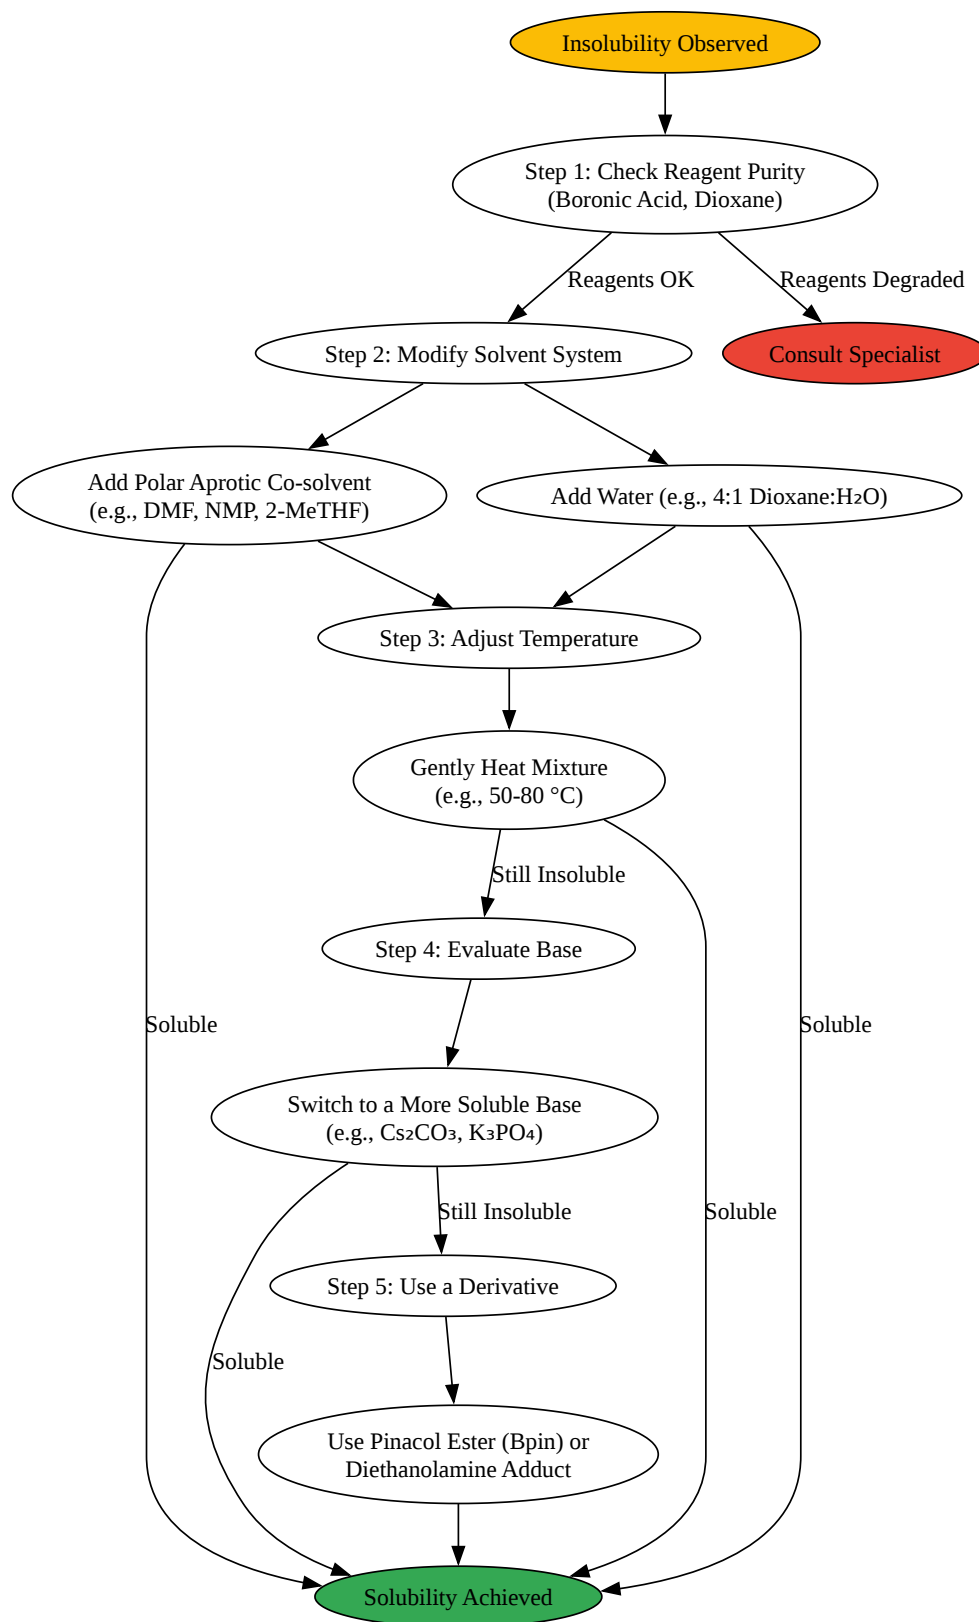 Insolubility Observed
Step 1: Check Reagent Purity
(Boronic Acid, Dioxane)
Reagents OK
Reagents Degraded
Step 2: Modify Solvent System
Consult Specialist
Add Polar Aprotic Co-solvent
(e.g., DMF, NMP, 2-MeTHF)
Add Water (e.g., 4:1 Dioxane:H₂O)
Step 3: Adjust Temperature
Gently Heat Mixture
(e.g., 50-80 °C)
Still Insoluble
Step 4: Evaluate Base
Soluble
Soluble
Switch to a More Soluble Base
(e.g., Cs₂CO₃, K₃PO₄)
Still Insoluble
Soluble
Step 5: Use a Derivative
Soluble
Use Pinacol Ester (Bpin) or
Diethanolamine Adduct
Solubility Achieved